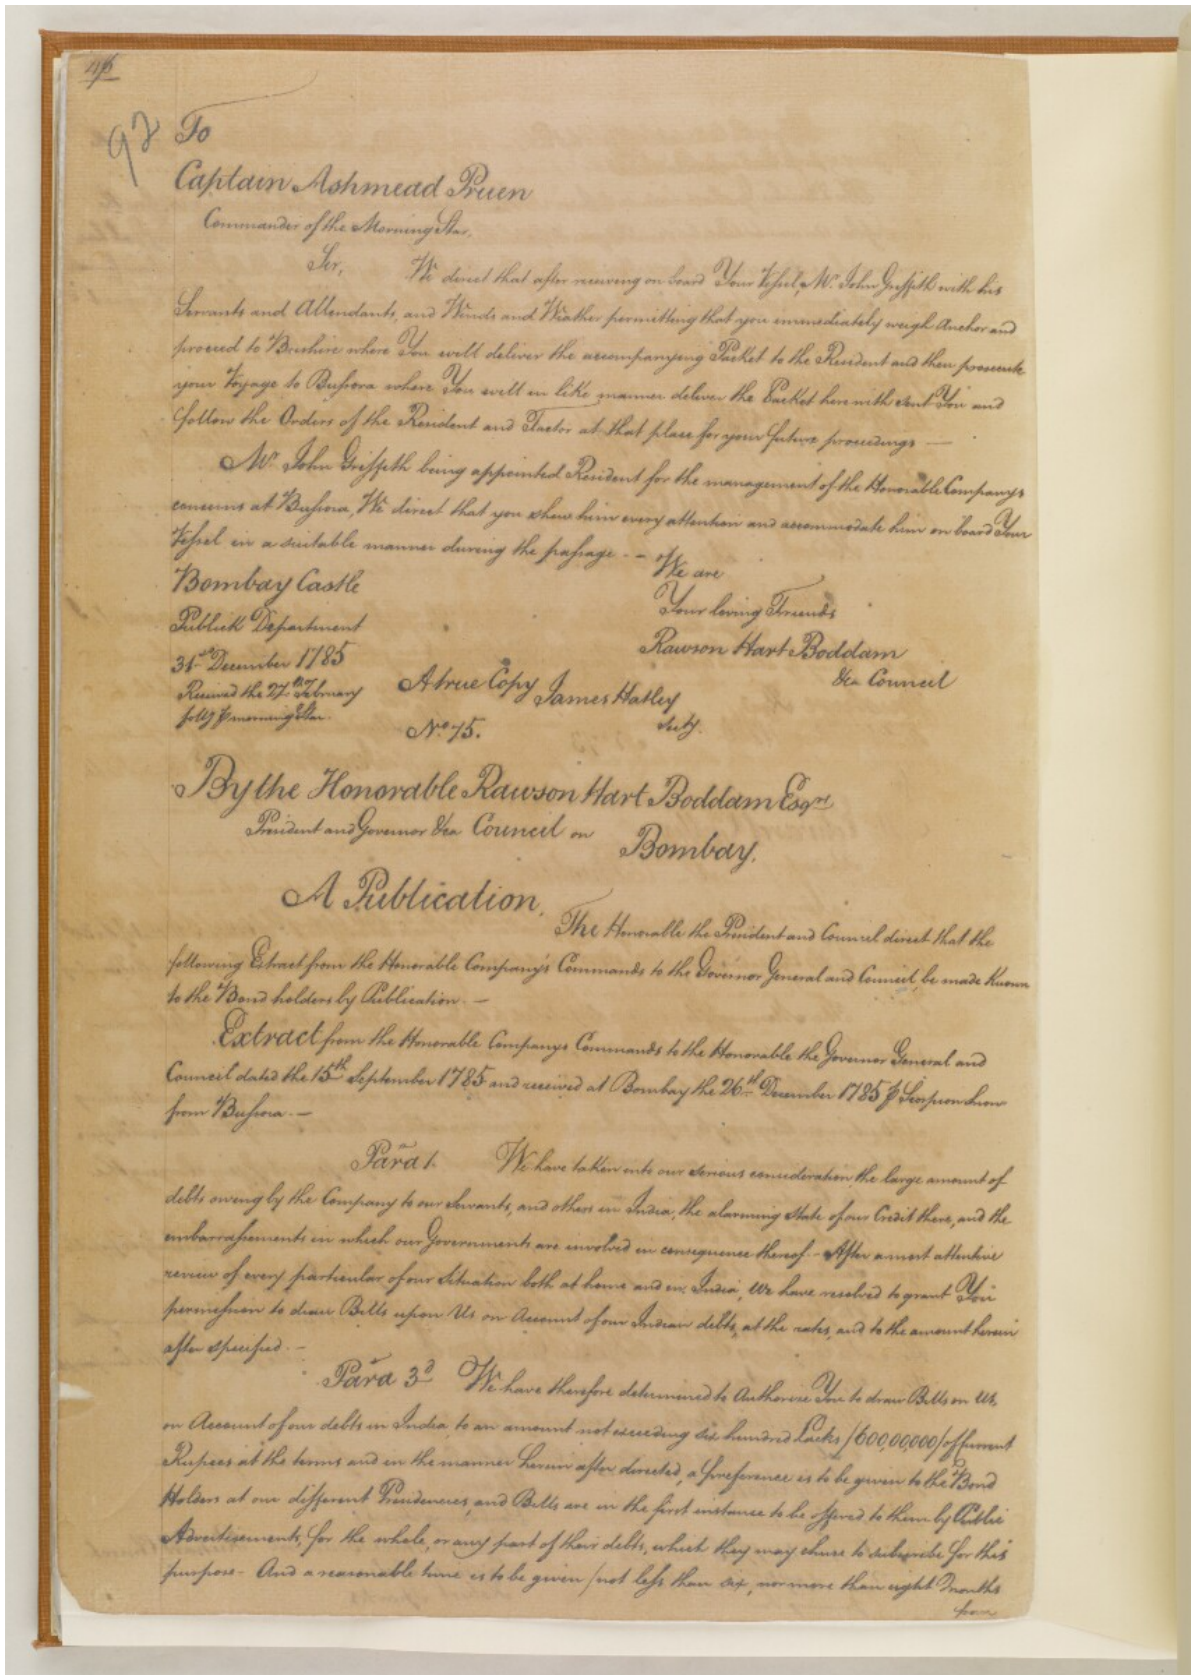 92
To
Captain Ashmead Pruen
Commander of the Morning Star,
Sir, We direct that after receiving on board Your Vessel, Mr. John Griffith with his
Servants and Attendants, and Winds and Weather permitting that you immediately weigh Anchor and
proceed to Bushire where You will deliver the accompanying Packet to the Resident and then prosecute
your Voyage to Bussora where You will in like manner deliver the Packet herewith sent You and
follow the Orders of the Resident and Factor at that place for your future proceedings —
Mr. John Griffith being appointed Resident for the management of the Honorable Company's
concerns at Bussora, We direct that you shew him every attention and accommodate him on board Your
Vessel in a suitable manner during the passage - -
We are
Bombay Castle
Your loving Friends
Publick Department
Rawson Hart Boddam
31st December 1785
&ca Council
Received the 27th February
A true Copy James Hatley
follg ⅌ morning Star.
Secty.
No. 75.
By the Honorable Rawson Hart Boddam Esqre
President and Governor &ca Council on
Bombay.
A Publication,
The Honorable the President and Council direct that the
following Extract from the Honorable Company's Commands to the Governor General and Council, be made known
to the Bond holders by Publication. —
Extract from the Honorable Company's Commands to the Honorable the Governor General and
Council dated the 15th September 1785 and received at Bombay the 26th December 1785 ⅌ Scorpion Snow
from Bussora. —
Para 1. We have taken into our serious consideration, the large amount of
debts owing by the Company to our Servants, and others in India, the alarming state of our Credit there, and the
embarrassments in which our Governments are involved in consequence thereof - After a most attentive
review of every particular of our Situation both at home and in India, We have resolved to grant You
permission to draw Bills upon Us on Account of our Indian debts, at the rates, and to the amount herein
after specified. -
Para 3d We have therefore determined to Authorize You to draw Bills on Us,
on Account of our debts in India to an amount not exceeding six hundred Lacks /600,00,000/ of Current
Rupees at the terms and in the manner herein after directed, a preference is to be given to the Bond
Holders at our different Presidencies, and Bills are in the first instance to be offered to them by Public
Advertisements, for the whole, or any part of their debts, which they may chuse to subscribe for this
purpose - And a reasonable time is to be given /not less than six, nor more than eight Months
from